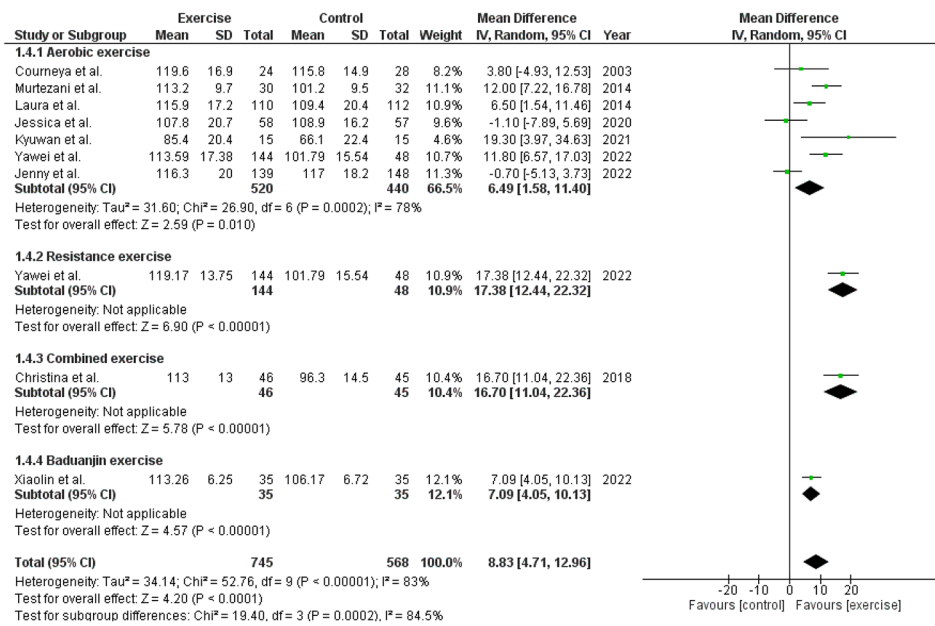 Exercise Control Mean Difference Mean Difference
Study or Subgroup Mean SD Total Mean SD Total Weight IV, Random, 95% CI Year IV, Random, 95% CI
1.4.1 Aerobic exercise
Courneya et al. 119.6 16.9 24 115.8 14.9 28 8.2% 3.80 [-4.93, 12.53] 2003
Murtezani et al. 113.2 9.7 30 101.2 9.5 32 11.1% 12.00 [7.22, 16.78] 2014
Laura et al. 115.9 17.2 110 109.4 20.4 112 10.9% 6.50 [1.54, 11.46] 2014
Jessica et al. 107.8 20.7 58 108.9 16.2 57 9.6% -1.10 [-7.89, 5.69] 2020
Kyuwan et al. 85.4 20.4 15 66.1 22.4 15 4.6% 19.30 [3.97, 34.63] 2021
Yawei et al. 113.59 17.38 144 101.79 15.54 48 10.7% 11.80 [6.57, 17.03] 2022
Jenny et al. 116.3 20 139 117 18.2 148 11.3% -0.70 [-5.13, 3.73] 2022
Subtotal (95% CI) 520 440 66.5% 6.49 [1.58, 11.40]
Heterogeneity: Tau² = 31.60; Chi² = 26.90, df = 6 (P = 0.0002); I² = 78%
Test for overall effect: Z = 2.59 (P = 0.010)
1.4.2 Resistance exercise
Yawei et al. 119.17 13.75 144 101.79 15.54 48 10.9% 17.38 [12.44, 22.32] 2022
Subtotal (95% CI) 144 48 10.9% 17.38 [12.44, 22.32]
Heterogeneity: Not applicable
Test for overall effect: Z = 6.90 (P < 0.00001)
1.4.3 Combined exercise
Christina et al. 113 13 46 96.3 14.5 45 10.4% 16.70 [11.04, 22.36] 2018
Subtotal (95% CI) 46 45 10.4% 16.70 [11.04, 22.36]
Heterogeneity: Not applicable
Test for overall effect: Z = 5.78 (P < 0.00001)
1.4.4 Baduanjin exercise
Xiaolin et al. 113.26 6.25 35 106.17 6.72 35 12.1% 7.09 [4.05, 10.13] 2022
Subtotal (95% CI) 35 35 12.1% 7.09 [4.05, 10.13]
Heterogeneity: Not applicable
Test for overall effect: Z = 4.57 (P < 0.00001)
Total (95% CI) 745 568 100.0% 8.83 [4.71, 12.96]
Heterogeneity: Tau² = 34.14; Chi² = 52.76, df = 9 (P < 0.00001); I² = 83%
Test for overall effect: Z = 4.20 (P < 0.0001)
Test for subgroup differences: Chi² = 19.40, df = 3 (P = 0.0002), I² = 84.5%
-20 -10 0 10 20
Favours [control] Favours [exercise]